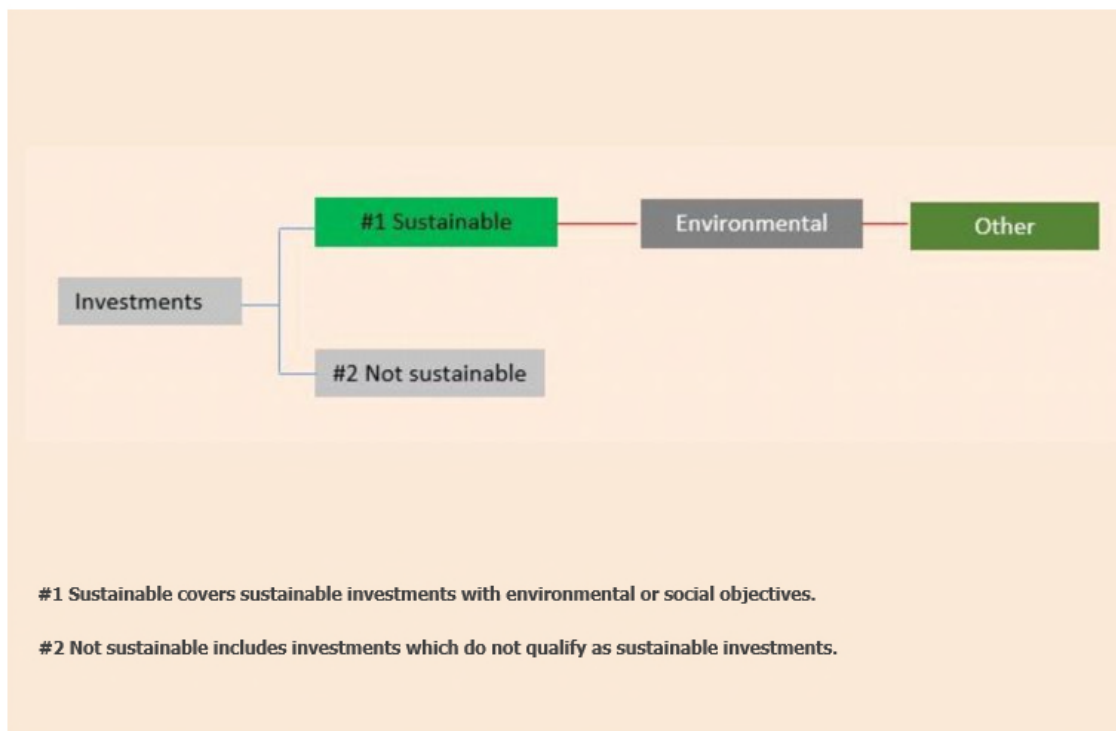 #1 Sustainable
Environmental
Other
Investments
#2 Not sustainable
#1 Sustainable covers sustainable investments with environmental or social objectives.
#2 Not sustainable includes investments which do not qualify as sustainable investments.